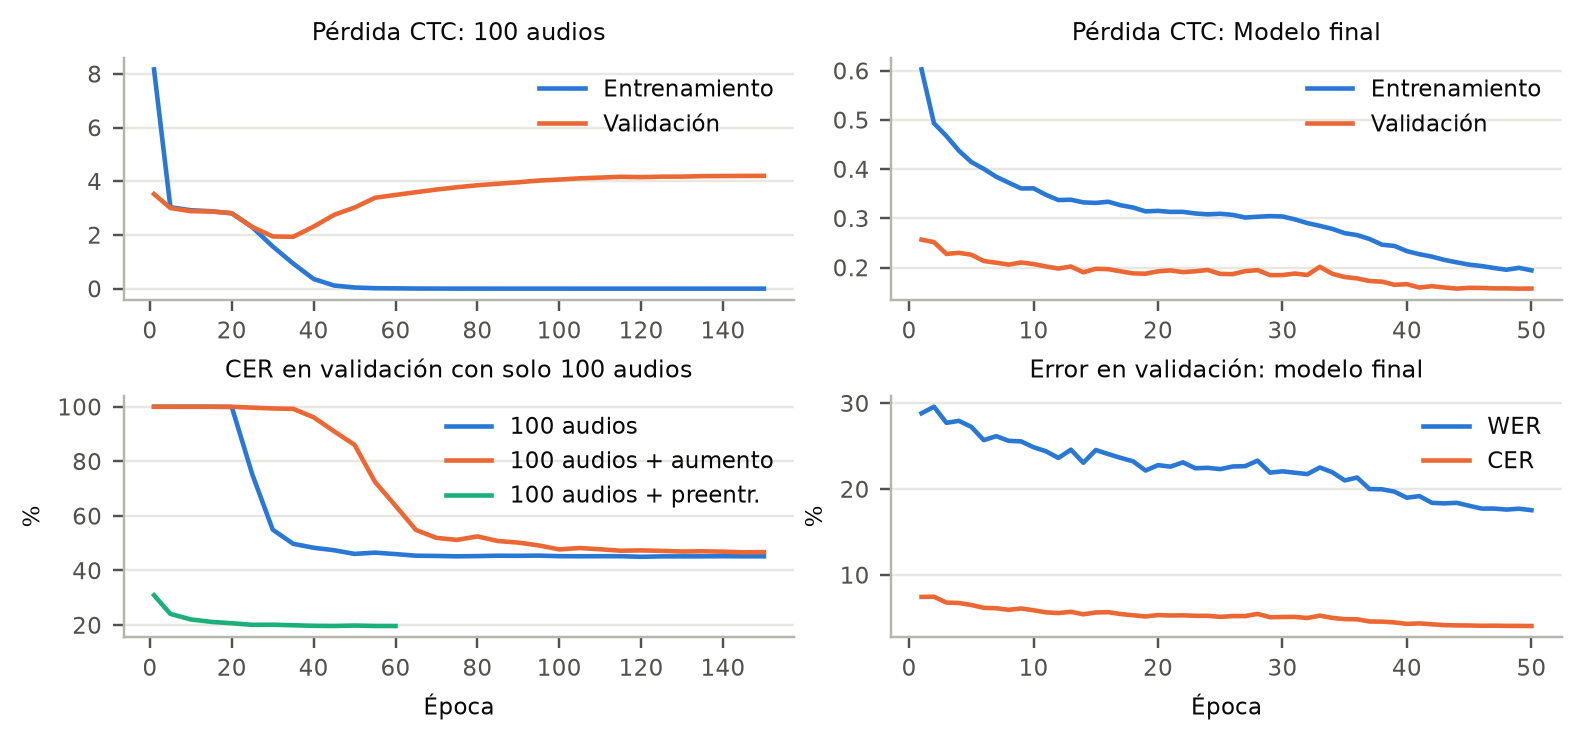 Pérdida CTC: 100 audios
8
6
4
2
0
Entrenamiento
Validación
0 20 40 60 80 100 120 140
Pérdida CTC: Modelo final
0.6
0.5
0.4
0.3
0.2
Entrenamiento
Validación
0 10 20 30 40 50
CER en validación con solo 100 audios
%
100
80
60
40
20
100 audios
100 audios + aumento
100 audios + preentr.
0 20 40 60 80 100 120 140
Época
Error en validación: modelo final
%
30
20
10
WER
CER
0 10 20 30 40 50
Época